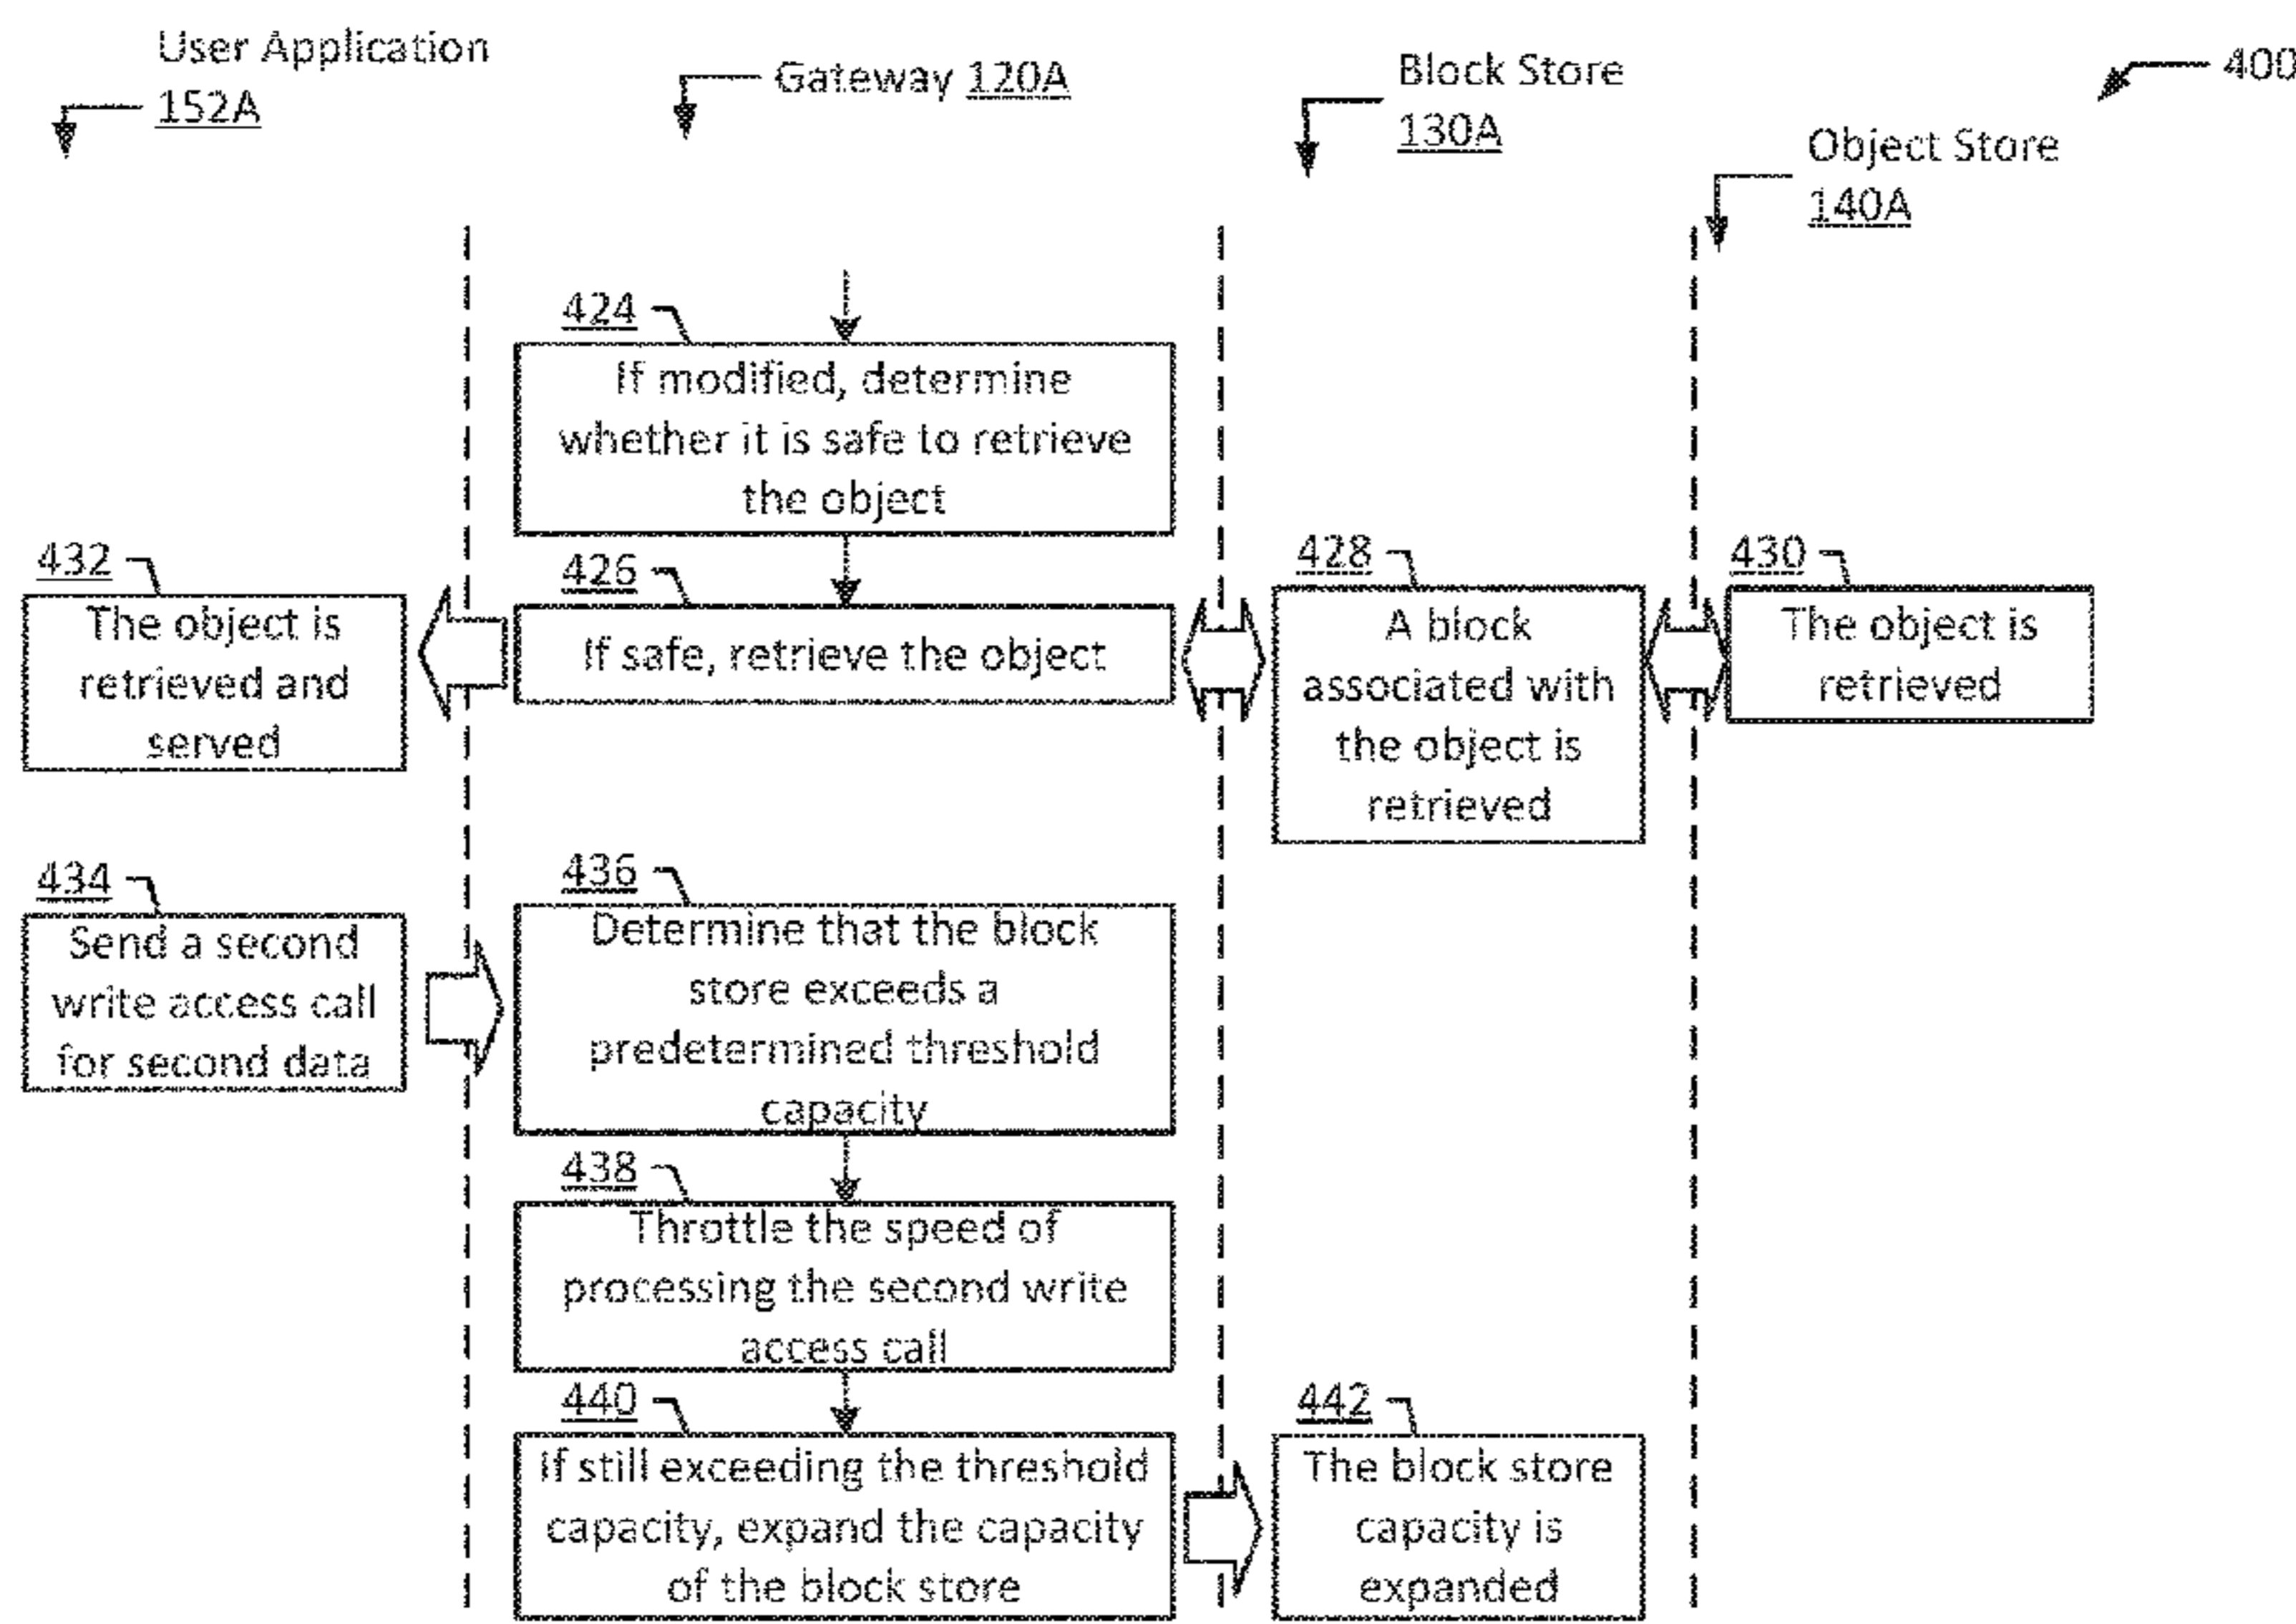 User Application
152A
Gateway 120A
Block Store
130A
400
Object Store
140A
424
If modified, determine
whether it is safe to retrieve
the object
432
The object is
retrieved and
served
426
If safe, retrieve the object
428
A block
associated with
the object is
retrieved
430
The object is
retrieved
434
Send a second
write access call
for second data
436
Determine that the block
store exceeds a
predetermined threshold
capacity
438
Throttle the speed of
processing the second write
access call
440
If still exceeding the threshold
capacity, expand the capacity
of the block store
442
The block store
capacity is
expanded